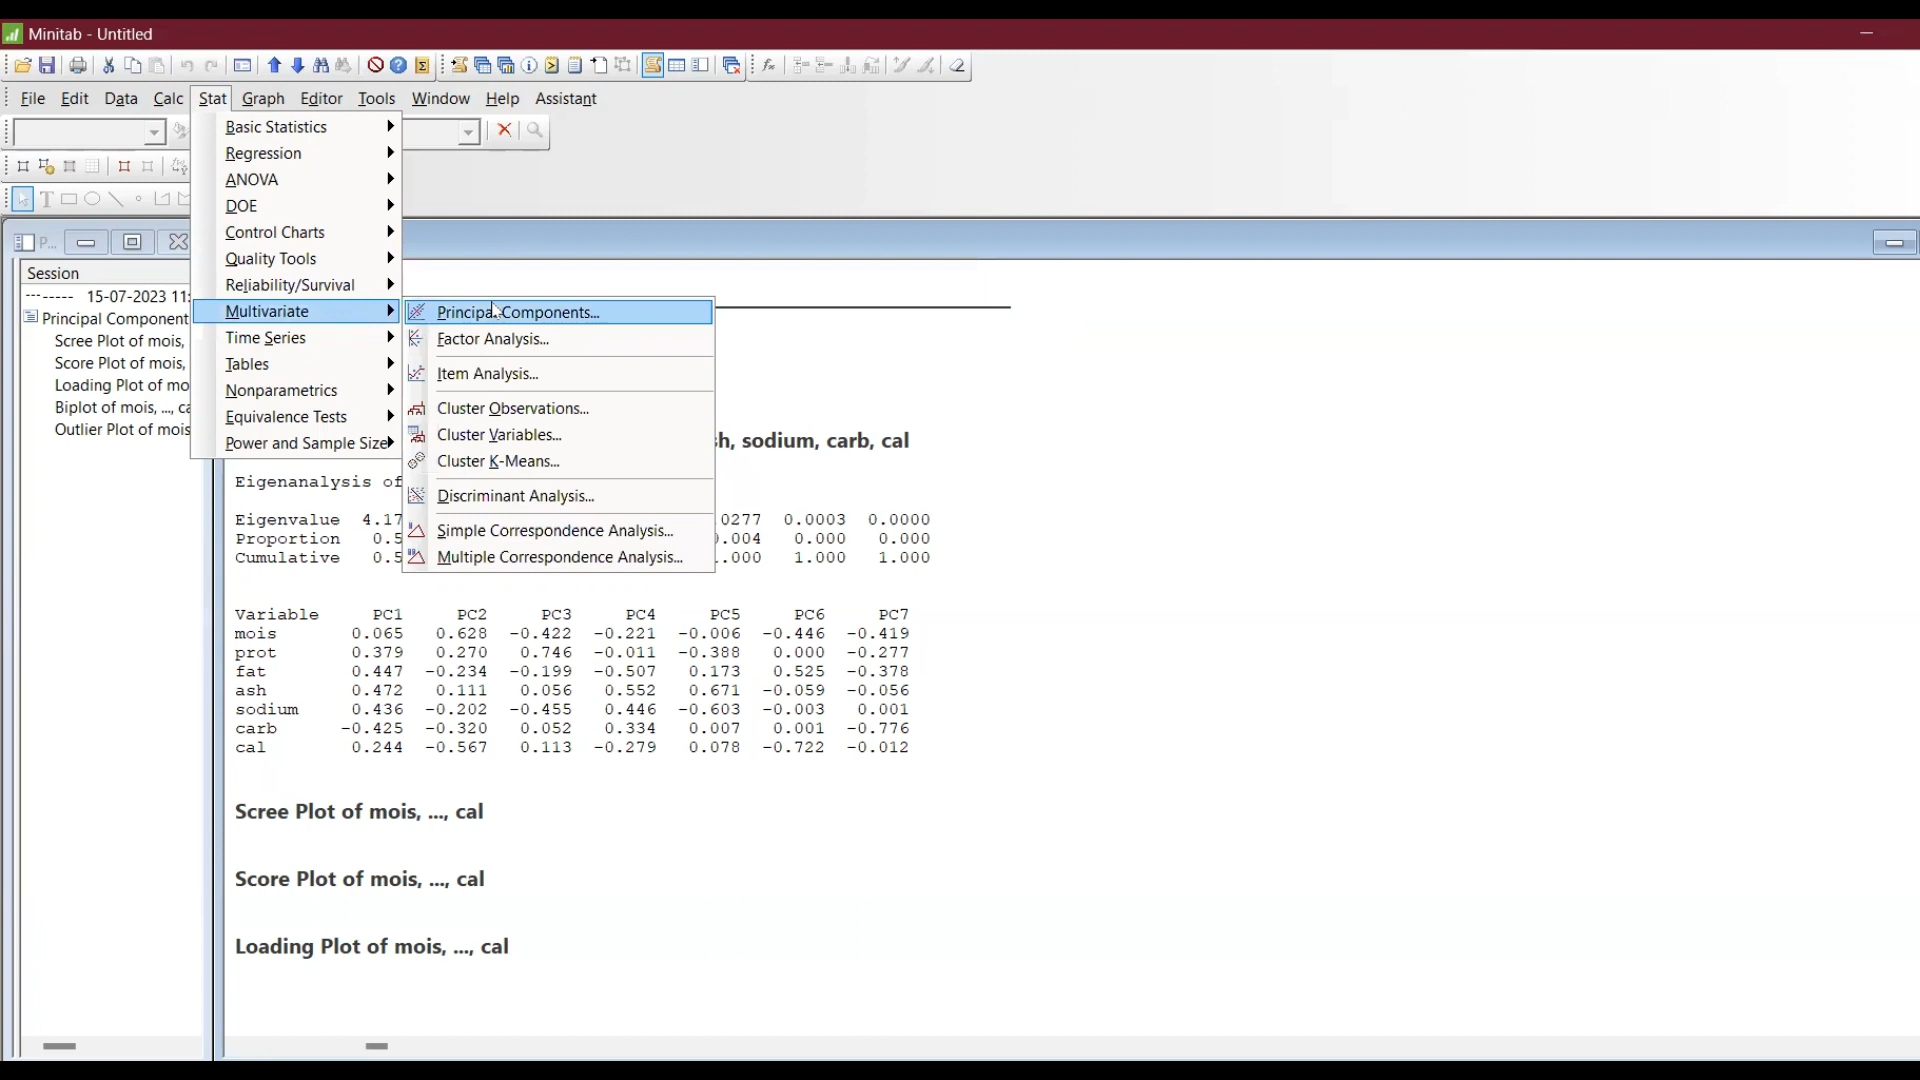 Minitab - Untitled
File Edit Data Calc Stat Graph Editor Tools Window Help Assistant
Basic Statistics
Regression
ANOVA
DOE
Control Charts
Quality Tools
Reliability/Survival
Multivariate
Time Series
Tables
Nonparametrics
Equivalence Tests
Power and Sample Size
Principal Components...
Factor Analysis...
Item Analysis...
Cluster Observations...
Cluster Variables...
Cluster K-Means...
Discriminant Analysis...
Simple Correspondence Analysis...
Multiple Correspondence Analysis...
P...
Session
------- 15-07-2023 11:
Principal Component
Scree Plot of mois,
Score Plot of mois,
Loading Plot of mo
Biplot of mois, ..., ca
Outlier Plot of mois
h, sodium, carb, cal
Eigenanalysis of
Eigenvalue 4.17 0277 0.0003 0.0000
Proportion 0.5 .004 0.000 0.000
Cumulative 0.5 .000 1.000 1.000
Variable PC1 PC2 PC3 PC4 PC5 PC6 PC7
mois 0.065 0.628 -0.422 -0.221 -0.006 -0.446 -0.419
prot 0.379 0.270 0.746 -0.011 -0.388 0.000 -0.277
fat 0.447 -0.234 -0.199 -0.507 0.173 0.525 -0.378
ash 0.472 0.111 0.056 0.552 0.671 -0.059 -0.056
sodium 0.436 -0.202 -0.455 0.446 -0.603 -0.003 0.001
carb -0.425 -0.320 0.052 0.334 0.007 0.001 -0.776
cal 0.244 -0.567 0.113 -0.279 0.078 -0.722 -0.012
Scree Plot of mois, ..., cal
Score Plot of mois, ..., cal
Loading Plot of mois, ..., cal